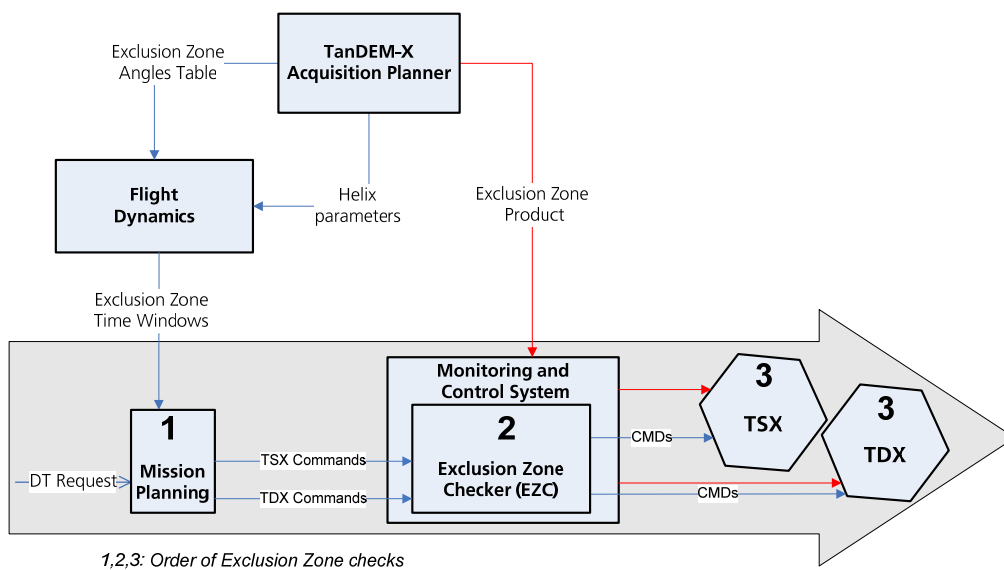 TanDEM-X
Acquisition Planner
Exclusion Zone
Angles Table
Flight
Dynamics
Helix
parameters
Exclusion Zone
Product
Exclusion Zone
Time Windows
Monitoring and
Control System
1
Mission
Planning
DT Request
TSX Commands
TDX Commands
2
Exclusion Zone
Checker (EZC)
CMDs
CMDs
3
TSX
3
TDX
1,2,3: Order of Exclusion Zone checks